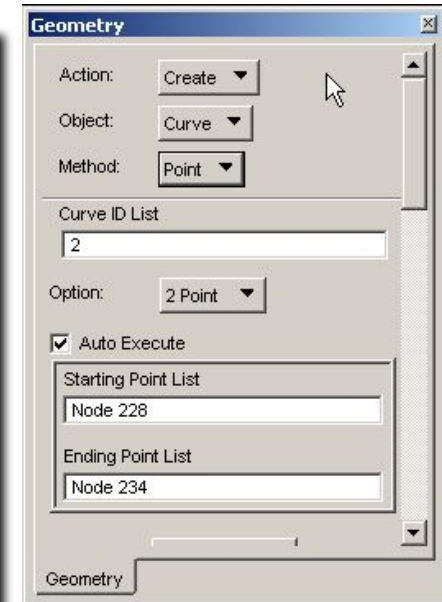 Geometry
Action: Create
Object: Curve
Method: Point
Curve ID List
2
Option: 2 Point
Auto Execute
Starting Point List
Node 228
Ending Point List
Node 234
Geometry